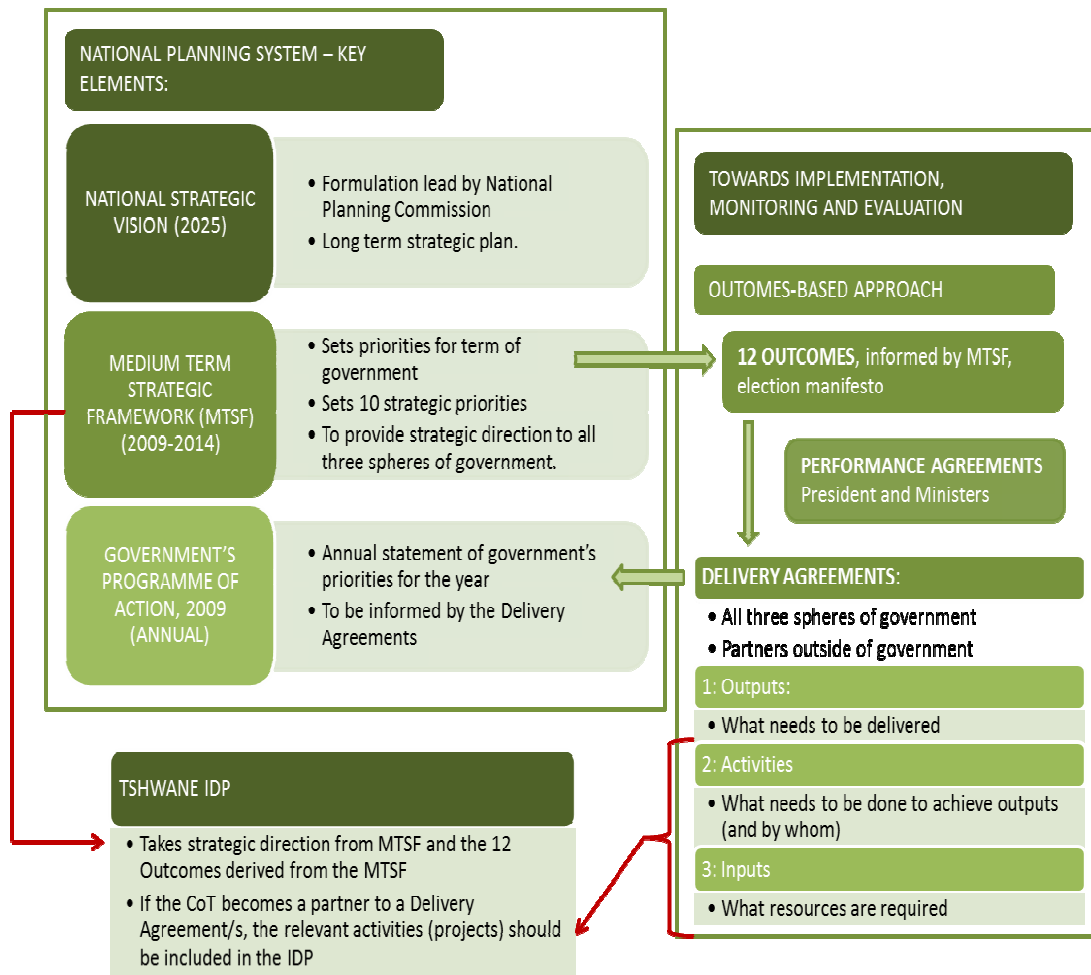 NATIONAL PLANNING SYSTEM – KEY
ELEMENTS:
NATIONAL STRATEGIC
VISION (2025)
• Formulation lead by National
Planning Commission
• Long term strategic plan.
MEDIUM TERM
STRATEGIC
FRAMEWORK (MTSF)
(2009-2014)
• Sets priorities for term of
government
• Sets 10 strategic priorities
• To provide strategic direction to all
three spheres of government.
GOVERNMENT'S
PROGRAMME OF
ACTION, 2009
(ANNUAL)
• Annual statement of government's
priorities for the year
• To be informed by the Delivery
Agreements
TOWARDS IMPLEMENTATION,
MONITORING AND EVALUATION
OUTCOMES-BASED APPROACH
12 OUTCOMES, informed by MTSF,
election manifesto
PERFORMANCE AGREEMENTS
President and Ministers
DELIVERY AGREEMENTS:
• All three spheres of government
• Partners outside of government
1: Outputs:
• What needs to be delivered
2: Activities
• What needs to be done to achieve outputs
(and by whom)
3: Inputs
• What resources are required
TSHWANE IDP
• Takes strategic direction from MTSF and the 12
Outcomes derived from the MTSF
• If the CoT becomes a partner to a Delivery
Agreement/s, the relevant activities (projects) should
be included in the IDP